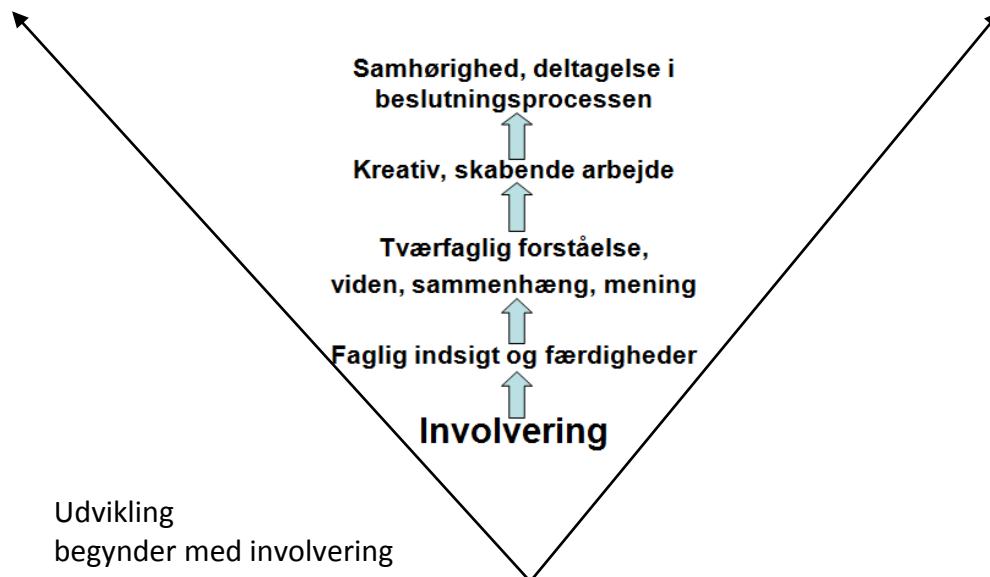 Samhørighed, deltagelse i
beslutningsprocessen
Kreativ, skabende arbejde
Tværfaglig forståelse,
viden, sammenhæng, mening
Faglig indsigt og færdigheder
Involvering
Udvikling
begynder med involvering